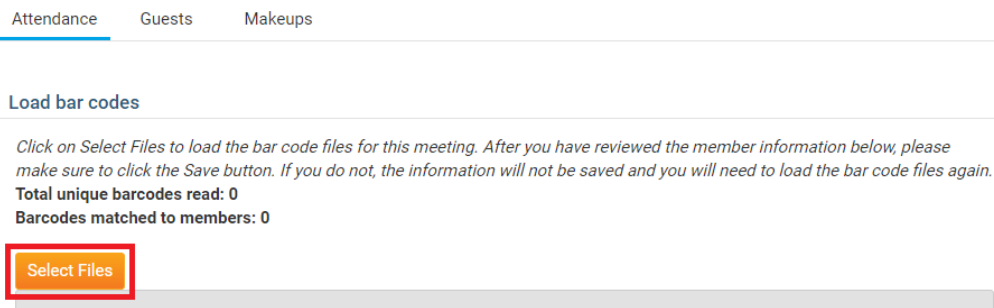 Attendance Guests Makeups
Load bar codes
Click on Select Files to load the bar code files for this meeting. After you have reviewed the member information below, please
make sure to click the Save button. If you do not, the information will not be saved and you will need to load the bar code files again.
Total unique barcodes read: 0
Barcodes matched to members: 0
Select Files